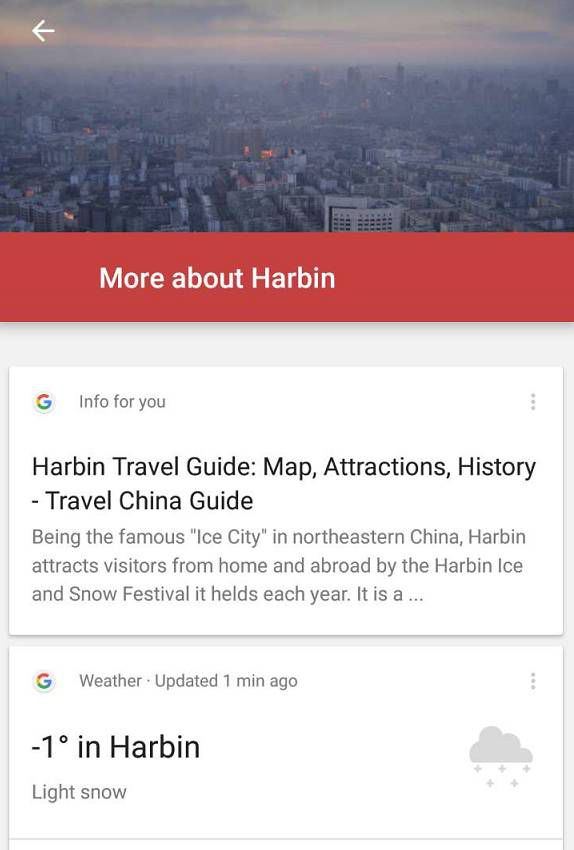 More about Harbin
Info for you
Harbin Travel Guide: Map, Attractions, History
- Travel China Guide
Being the famous "Ice City" in northeastern China, Harbin
attracts visitors from home and abroad by the Harbin Ice
and Snow Festival it helds each year. It is a ...
Weather · Updated 1 min ago
-1° in Harbin
Light snow